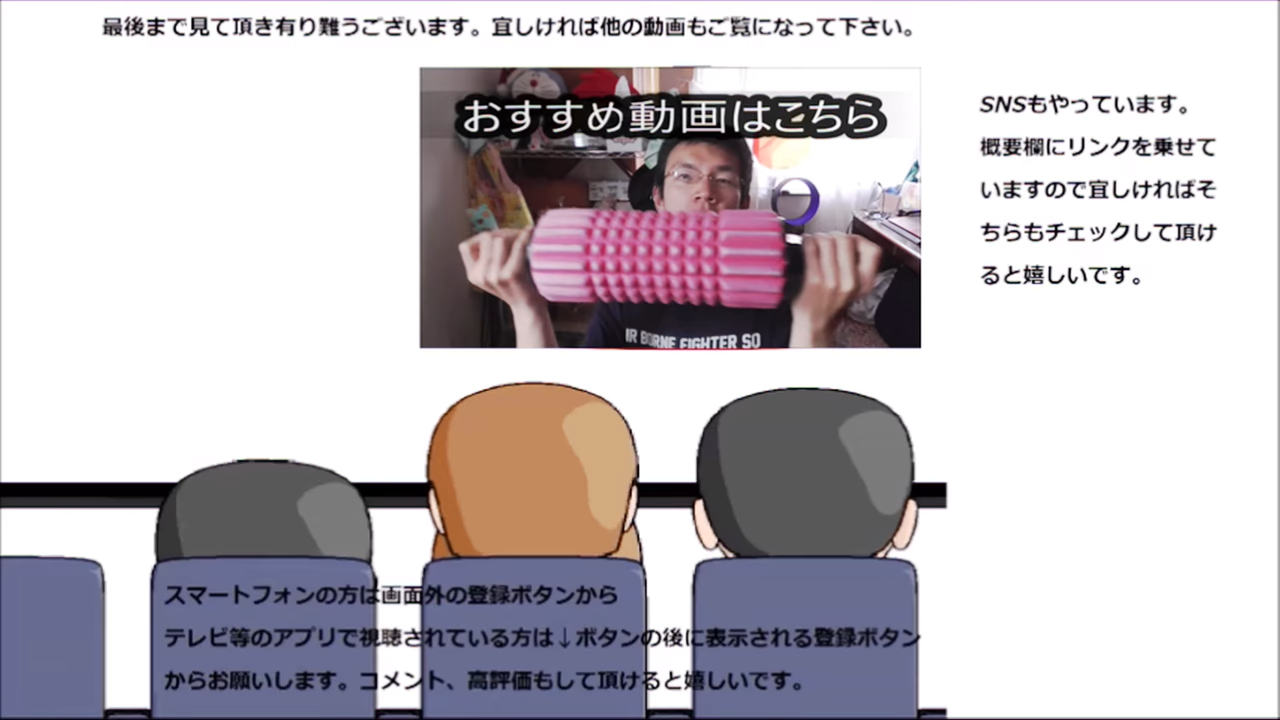 最後まで見て頂き有り難うございます。宜しければ他の動画もご覧になって下さい。
おすすめ動画はこちら
IR BORNE FIGHTER SO
SNSもやっています。
概要欄にリンクを乗せて
いますので宜しければそ
ちらもチェックして頂け
ると嬉しいです。
スマートフォンの方は画面外の登録ボタンから
テレビ等のアプリで視聴されている方は↓ボタンの後に表示される登録ボタン
からお願いします。コメント、高評価もして頂けると嬉しいです。